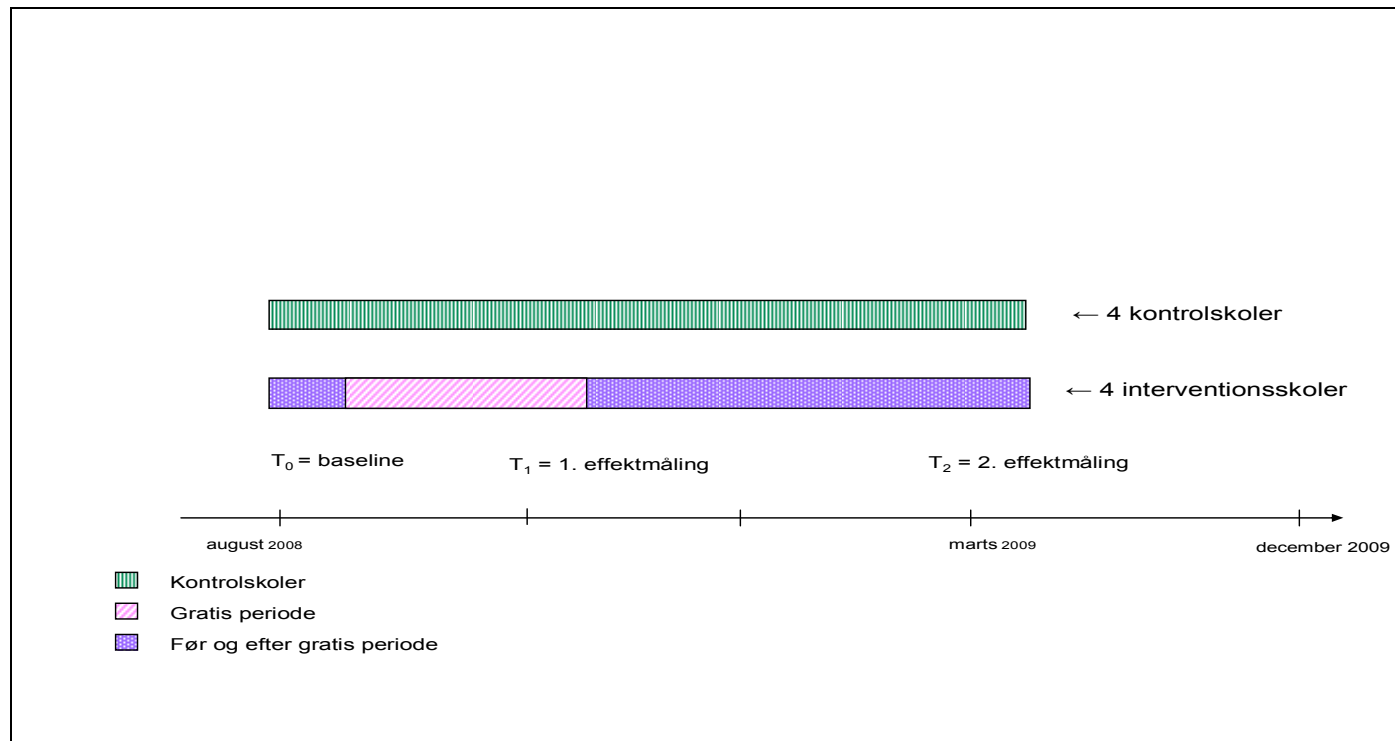 ← 4 kontrolskoler
← 4 interventionsskoler
T₀ = baseline
T₁ = 1. effektmåling
T₂ = 2. effektmåling
august 2008
marts 2009
december 2009
Kontrolskoler
Gratis periode
Før og efter gratis periode